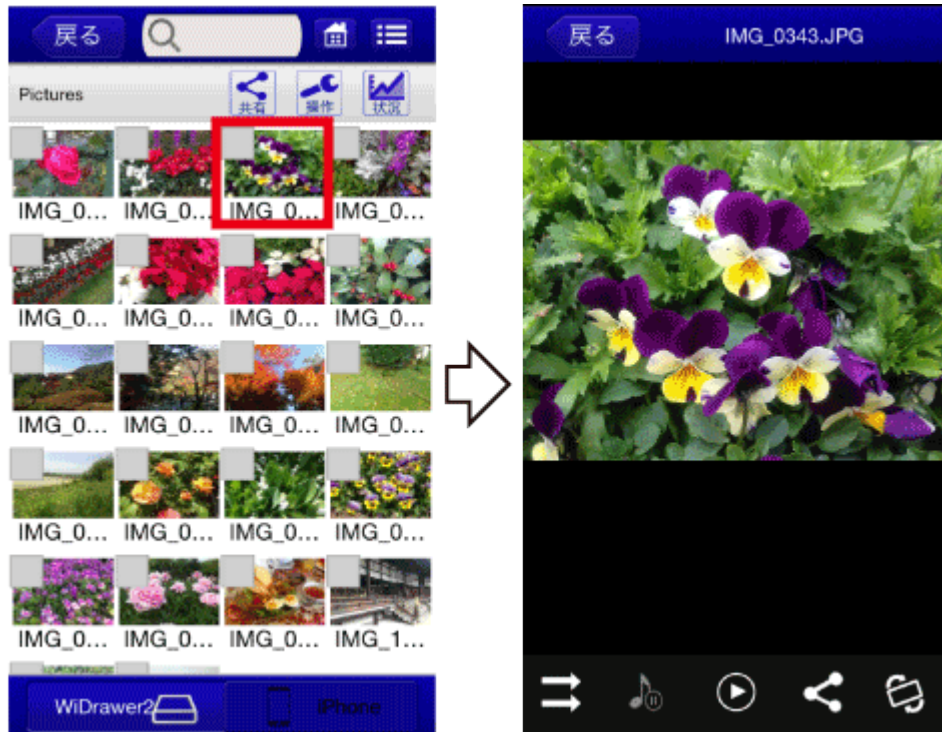 戻る
Pictures
共有 操作 状況
IMG_0... IMG_0... IMG_0... IMG_0...
IMG_0... IMG_0... IMG_0... IMG_0...
IMG_0... IMG_0... IMG_0... IMG_0...
IMG_0... IMG_0... IMG_0... IMG_0...
IMG_0... IMG_0... IMG_0... IMG_1...
WiDrawer2 iPhone
戻る IMG_0343.JPG